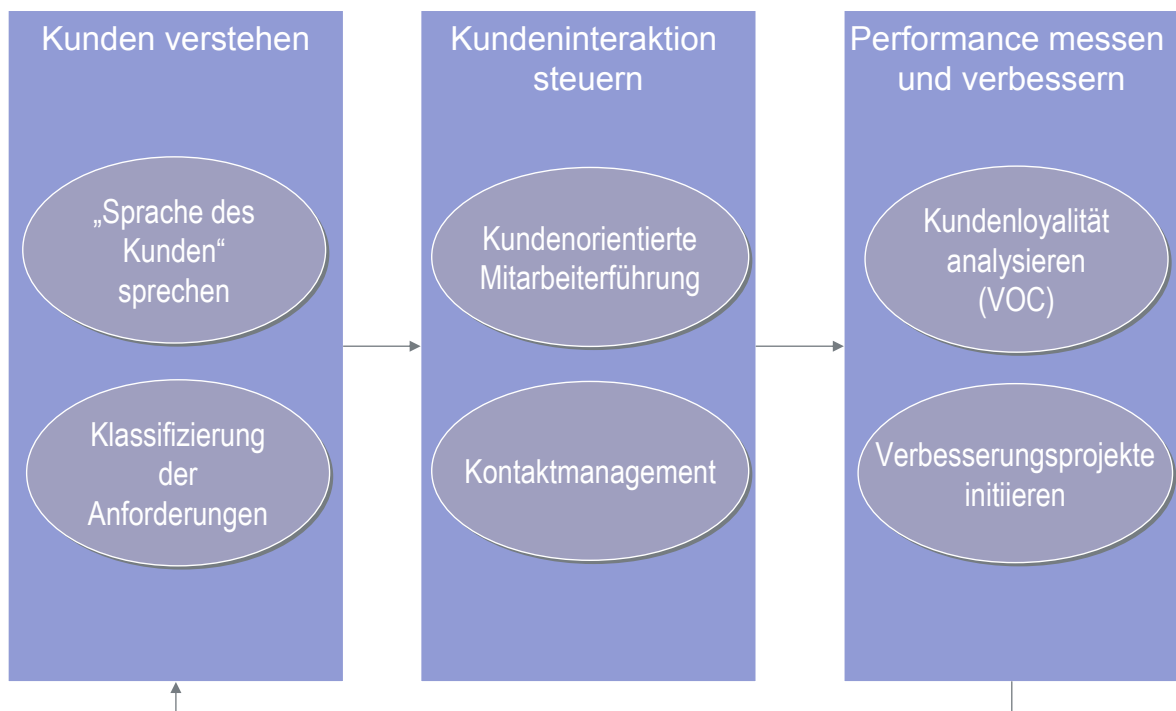 Kunden verstehen
„Sprache des
Kunden“
sprechen
Klassifizierung
der
Anforderungen
Kundeninteraktion
steuern
Kundenorientierte
Mitarbeiterführung
Kontaktmanagement
Performance messen
und verbessern
Kundenloyalität
analysieren
(VOC)
Verbesserungsprojekte
initiieren